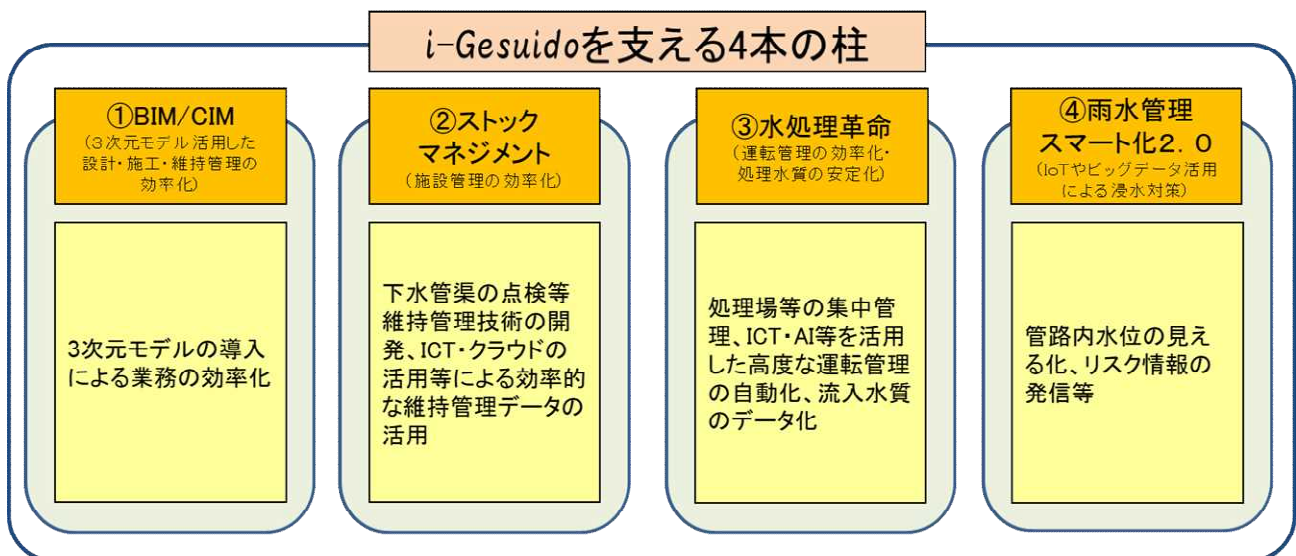 i-Gesuidoを支える4本の柱
①BIM/CIM
（3次元モデル活用した
設計・施工・維持管理の
効率化）
3次元モデルの導入
による業務の効率化
②ストック
マネジメント
（施設管理の効率化）
下水管渠の点検等
維持管理技術の開
発、ICT・クラウドの
活用等による効率的
な維持管理データの
活用
③水処理革命
（運転管理の効率化・
処理水質の安定化）
処理場等の集中管
理、ICT・AI等を活用
した高度な運転管理
の自動化、流入水質
のデータ化
④雨水管理
スマート化２．０
（IoTやビッグデータ活用
による浸水対策）
管路内水位の見え
る化、リスク情報の
発信等